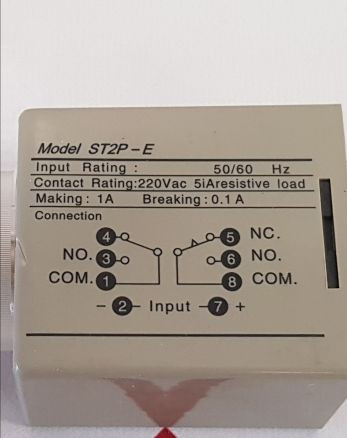 Model ST2P-E
Input Rating : 50/60 Hz
Contact Rating:220Vac 5iAresistive load
Making: 1A Breaking: 0.1A
Connection
4 5 NC.
NO. 3 6 NO.
COM. 1 8 COM.
- 2 - Input - 7 +